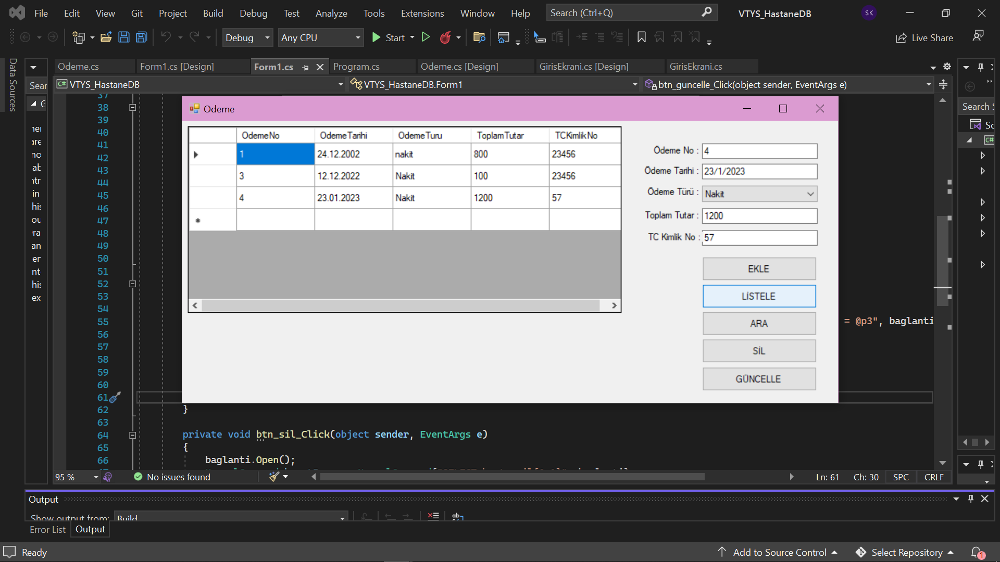 File Edit View Git Project Build Debug Test Analyze Tools Extensions Window Help Search (Ctrl+Q) VTYS_HastaneDB SK
Debug Any CPU Start Live Share
Data Sources
Odeme.cs Form1.cs [Design] Form1.cs Program.cs Odeme.cs [Design] GirisEkrani.cs [Design] GirisEkrani.cs
Sear C# VTYS_HastaneDB VTYS_HastaneDB.Form1 btn_guncelle_Click(object sender, EventArgs e)
Search S
Sc
C#
37
38
39
40
41
42
43
44
45
46
47
48
49
50
51
52
53
54
55
56
57
58
59
60
61
62
63
64
65
66
Odeme
OdemeNo OdemeTarihi OdemeTuru ToplamTutar TCKimlikNo
1 24.12.2002 nakit 800 23456
3 12.12.2022 Nakit 100 23456
4 23.01.2023 Nakit 1200 57
Ödeme No : 4
Ödeme Tarihi : 23/1/2023
Ödeme Türü : Nakit
Toplam Tutar : 1200
TC Kimlik No : 57
EKLE
LİSTELE
ARA
SİL
GÜNCELLE
= @p3", baglanti
}
private void btn_sil_Click(object sender, EventArgs e)
{
baglanti.Open();
95 % No issues found Ln: 61 Ch: 30 SPC CRLF
Output
Show output from: Build
Error List Output
Ready Add to Source Control Select Repository 1